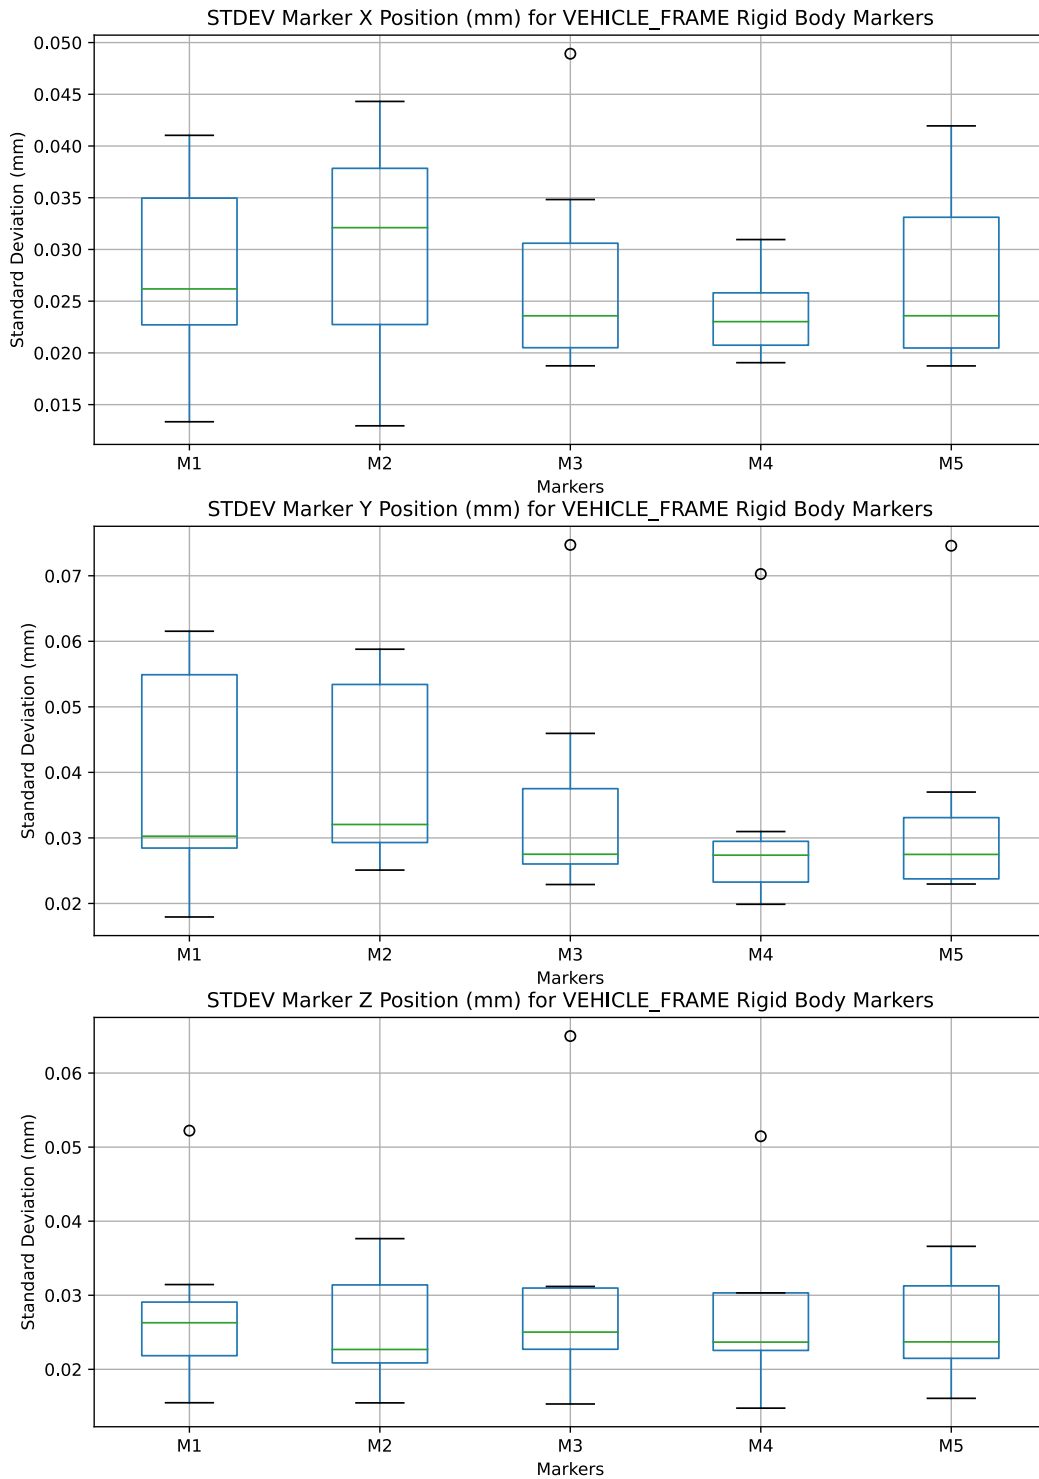 STDEV Marker X Position (mm) for VEHICLE_FRAME Rigid Body Markers
0.050
0.045
0.040
0.035
0.030
0.025
0.020
0.015
Standard Deviation (mm)
M1 M2 M3 M4 M5
Markers
STDEV Marker Y Position (mm) for VEHICLE_FRAME Rigid Body Markers
0.07
0.06
0.05
0.04
0.03
0.02
Standard Deviation (mm)
M1 M2 M3 M4 M5
Markers
STDEV Marker Z Position (mm) for VEHICLE_FRAME Rigid Body Markers
0.06
0.05
0.04
0.03
0.02
Standard Deviation (mm)
M1 M2 M3 M4 M5
Markers